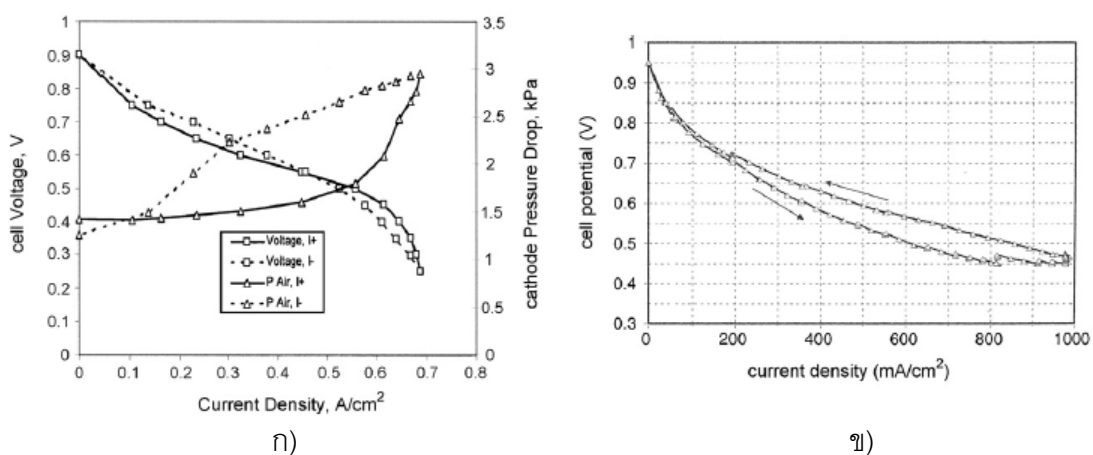 1
0.9
0.8
0.7
0.6
0.5
0.4
0.3
0.2
0.1
0
cell Voltage, V
3.5
3
2.5
2
1.5
1
0.5
0
cathode Pressure Drop, kPa
Voltage, I+
Voltage, I-
P Air, I+
P Air, I-
0 0.1 0.2 0.3 0.4 0.5 0.6 0.7 0.8
Current Density, A/cm²
ก)
1
0.9
0.8
0.7
0.6
0.5
0.4
0.3
cell potential (V)
0 200 400 600 800 1000
current density (mA/cm²)
ข)